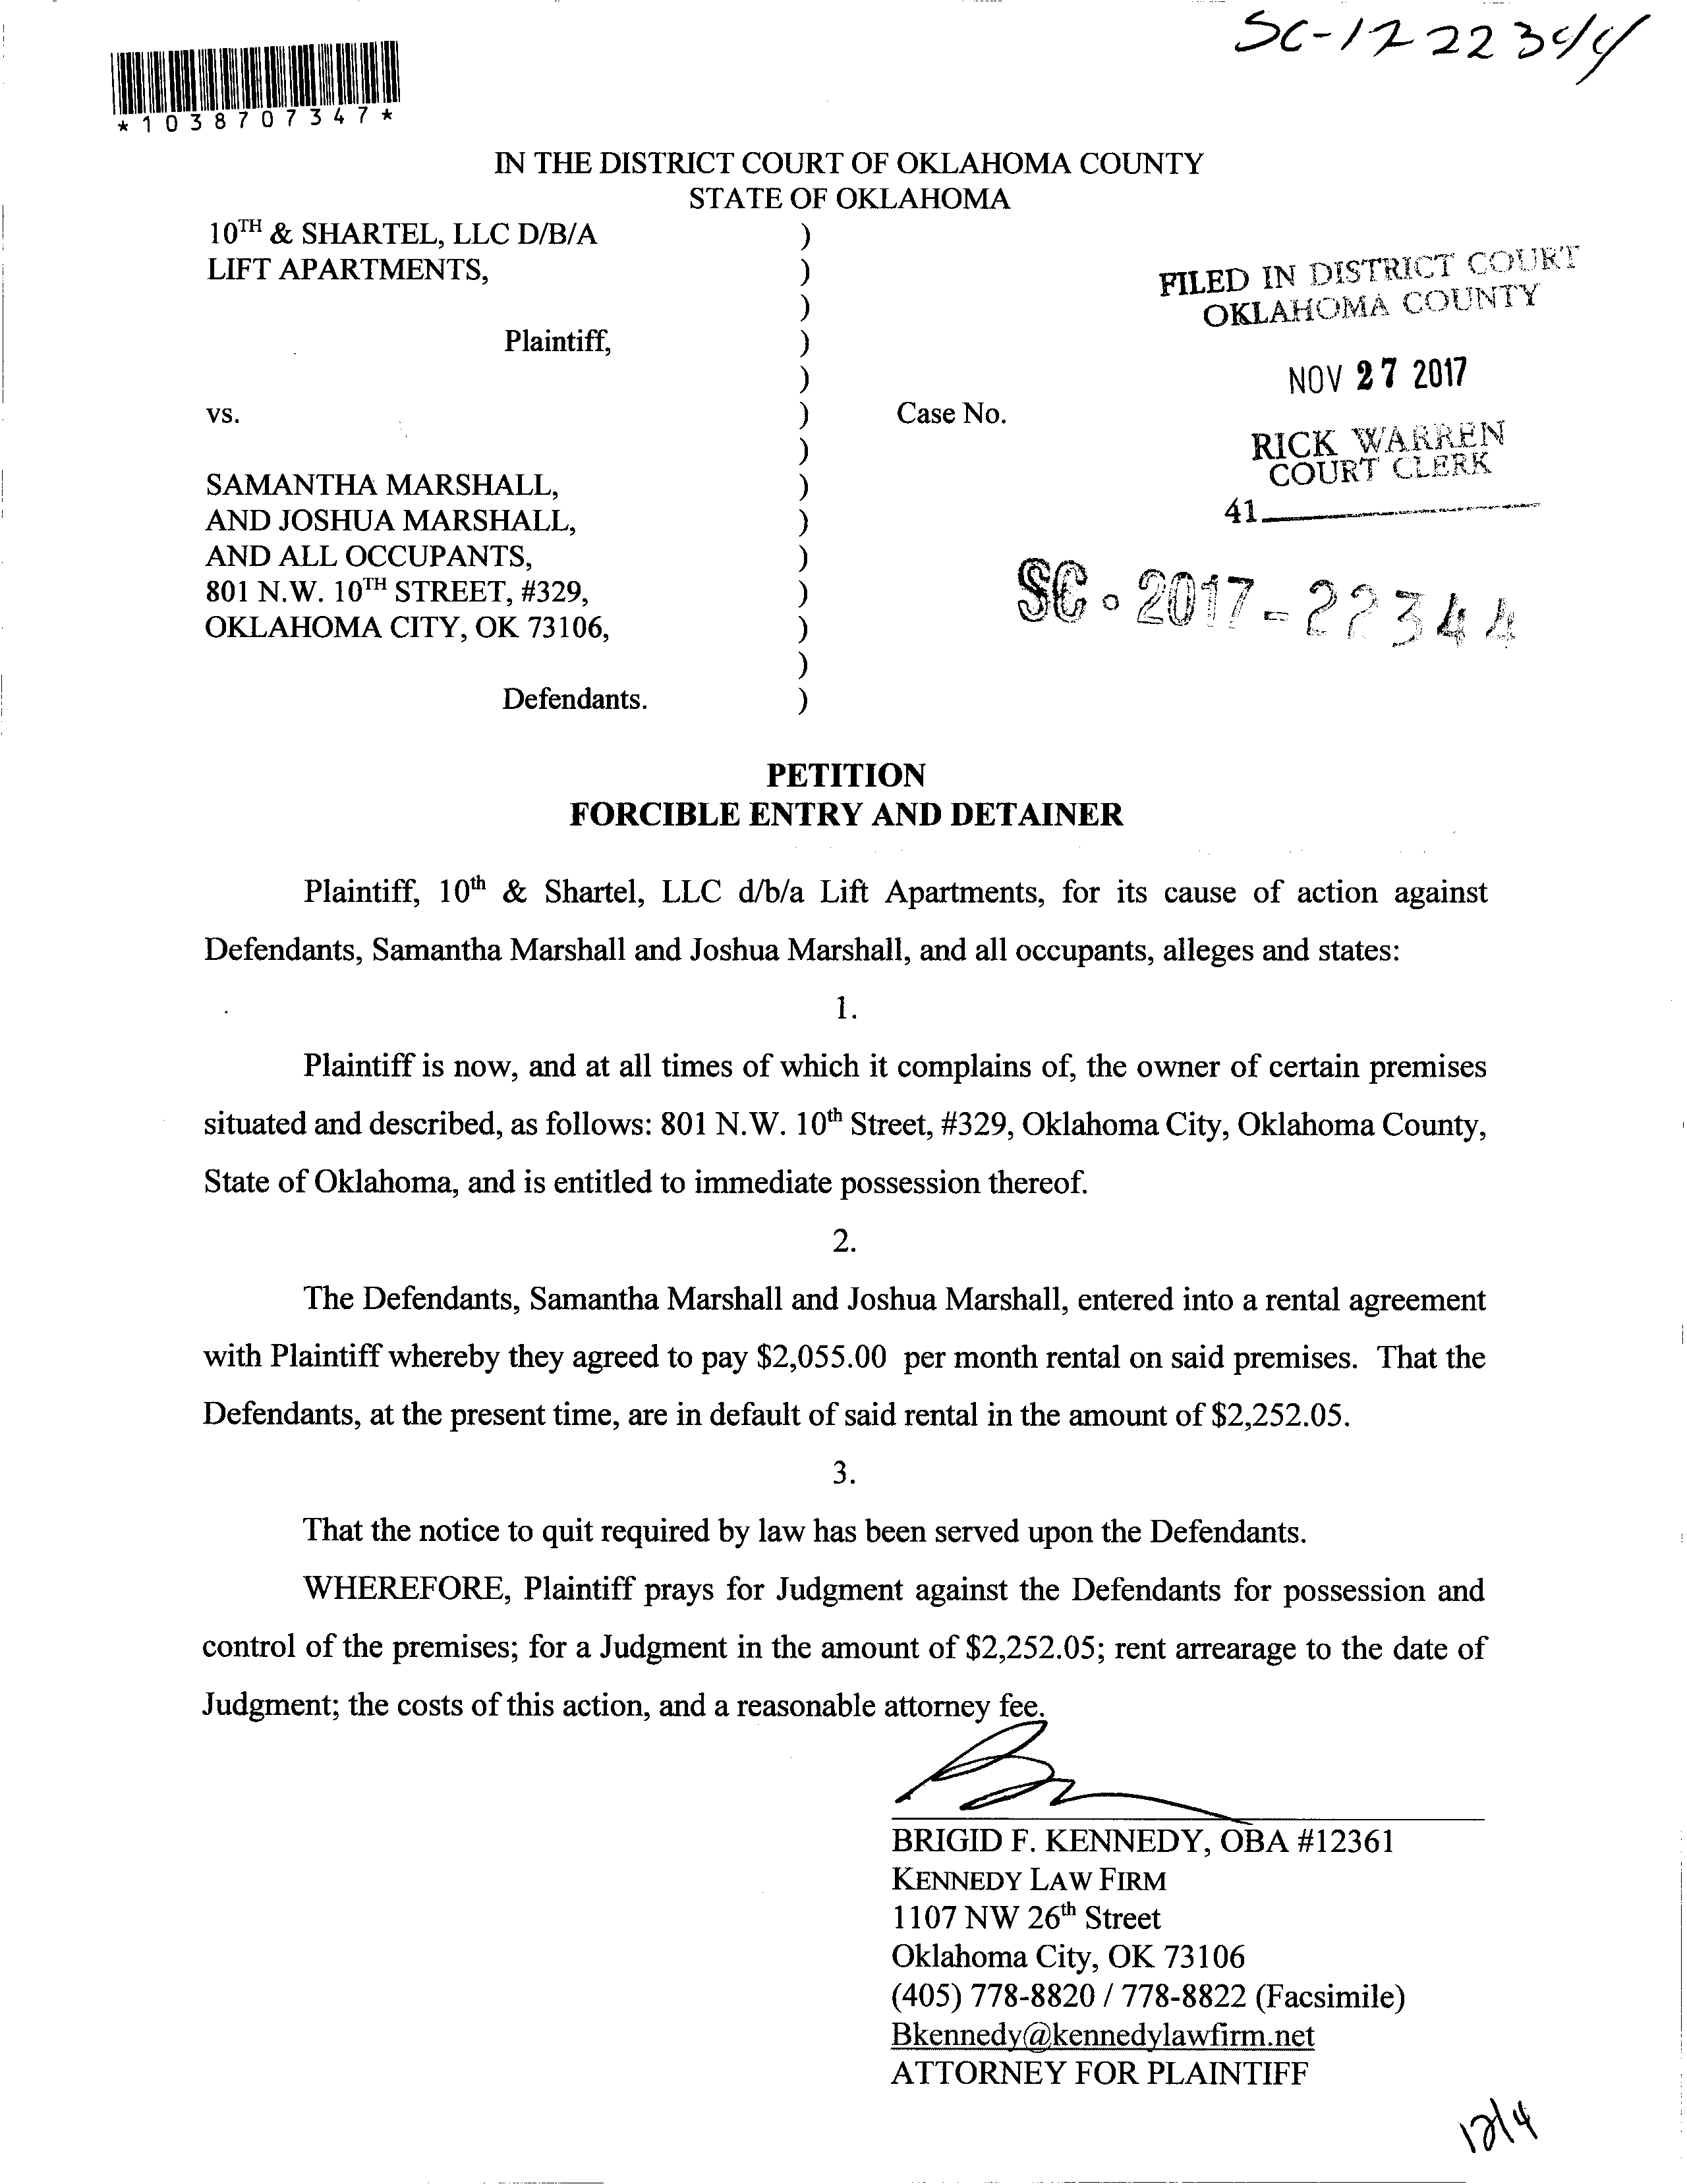 SC-17 22344
*1038707347*
IN THE DISTRICT COURT OF OKLAHOMA COUNTY
STATE OF OKLAHOMA
10TH & SHARTEL, LLC D/B/A )
LIFT APARTMENTS, )
)
Plaintiff, )
)
vs. ) Case No.
)
SAMANTHA MARSHALL, )
AND JOSHUA MARSHALL, )
AND ALL OCCUPANTS, )
801 N.W. 10TH STREET, #329, )
OKLAHOMA CITY, OK 73106, )
)
Defendants. )
FILED IN DISTRICT COURT
OKLAHOMA COUNTY
NOV 27 2017
RICK WARREN
COURT CLERK
41
SC-2017-22344
PETITION
FORCIBLE ENTRY AND DETAINER
Plaintiff, 10th & Shartel, LLC d/b/a Lift Apartments, for its cause of action against
Defendants, Samantha Marshall and Joshua Marshall, and all occupants, alleges and states:
1.
Plaintiff is now, and at all times of which it complains of, the owner of certain premises
situated and described, as follows: 801 N.W. 10th Street, #329, Oklahoma City, Oklahoma County,
State of Oklahoma, and is entitled to immediate possession thereof.
2.
The Defendants, Samantha Marshall and Joshua Marshall, entered into a rental agreement
with Plaintiff whereby they agreed to pay $2,055.00 per month rental on said premises. That the
Defendants, at the present time, are in default of said rental in the amount of $2,252.05.
3.
That the notice to quit required by law has been served upon the Defendants.
WHEREFORE, Plaintiff prays for Judgment against the Defendants for possession and
control of the premises; for a Judgment in the amount of $2,252.05; rent arrearage to the date of
Judgment; the costs of this action, and a reasonable attorney fee.
BRIGID F. KENNEDY, OBA #12361
KENNEDY LAW FIRM
1107 NW 26th Street
Oklahoma City, OK 73106
(405) 778-8820 / 778-8822 (Facsimile)
Bkennedy@kennedylawfirm.net
ATTORNEY FOR PLAINTIFF
12/4